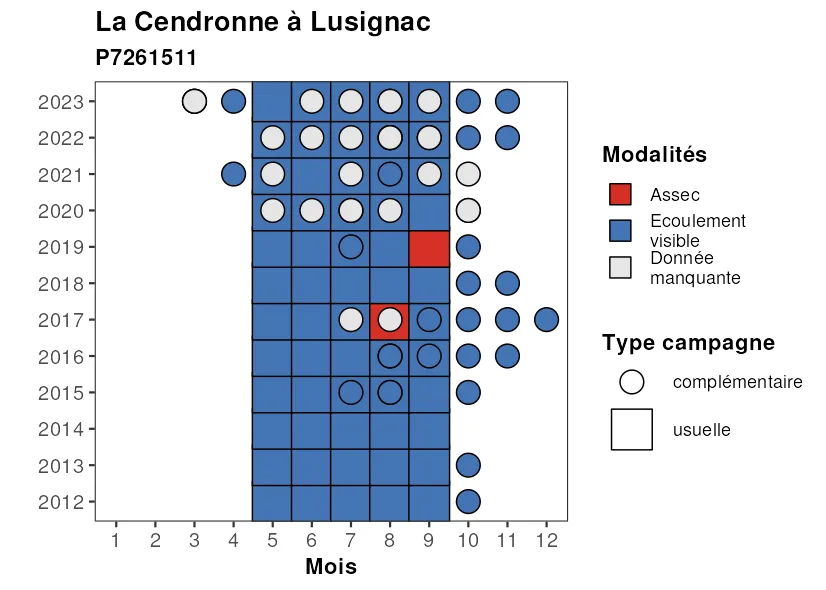 La Cendronne à Lusignac
P7261511
2023
2022
2021
2020
2019
2018
2017
2016
2015
2014
2013
2012
1 2 3 4 5 6 7 8 9 10 11 12
Mois
Modalités
Assec
Ecoulement
visible
Donnée
manquante
Type campagne
complémentaire
usuelle